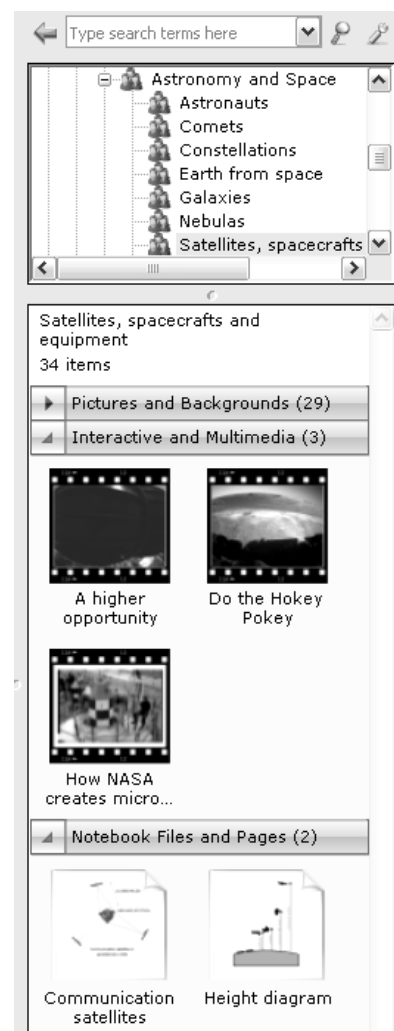 Type search terms here
Astronomy and Space
Astronauts
Comets
Constellations
Earth from space
Galaxies
Nebulas
Satellites, spacecrafts
Satellites, spacecrafts and
equipment
34 items
Pictures and Backgrounds (29)
Interactive and Multimedia (3)
A higher
opportunity
Do the Hokey
Pokey
How NASA
creates micro...
Notebook Files and Pages (2)
Communication
satellites
Height diagram